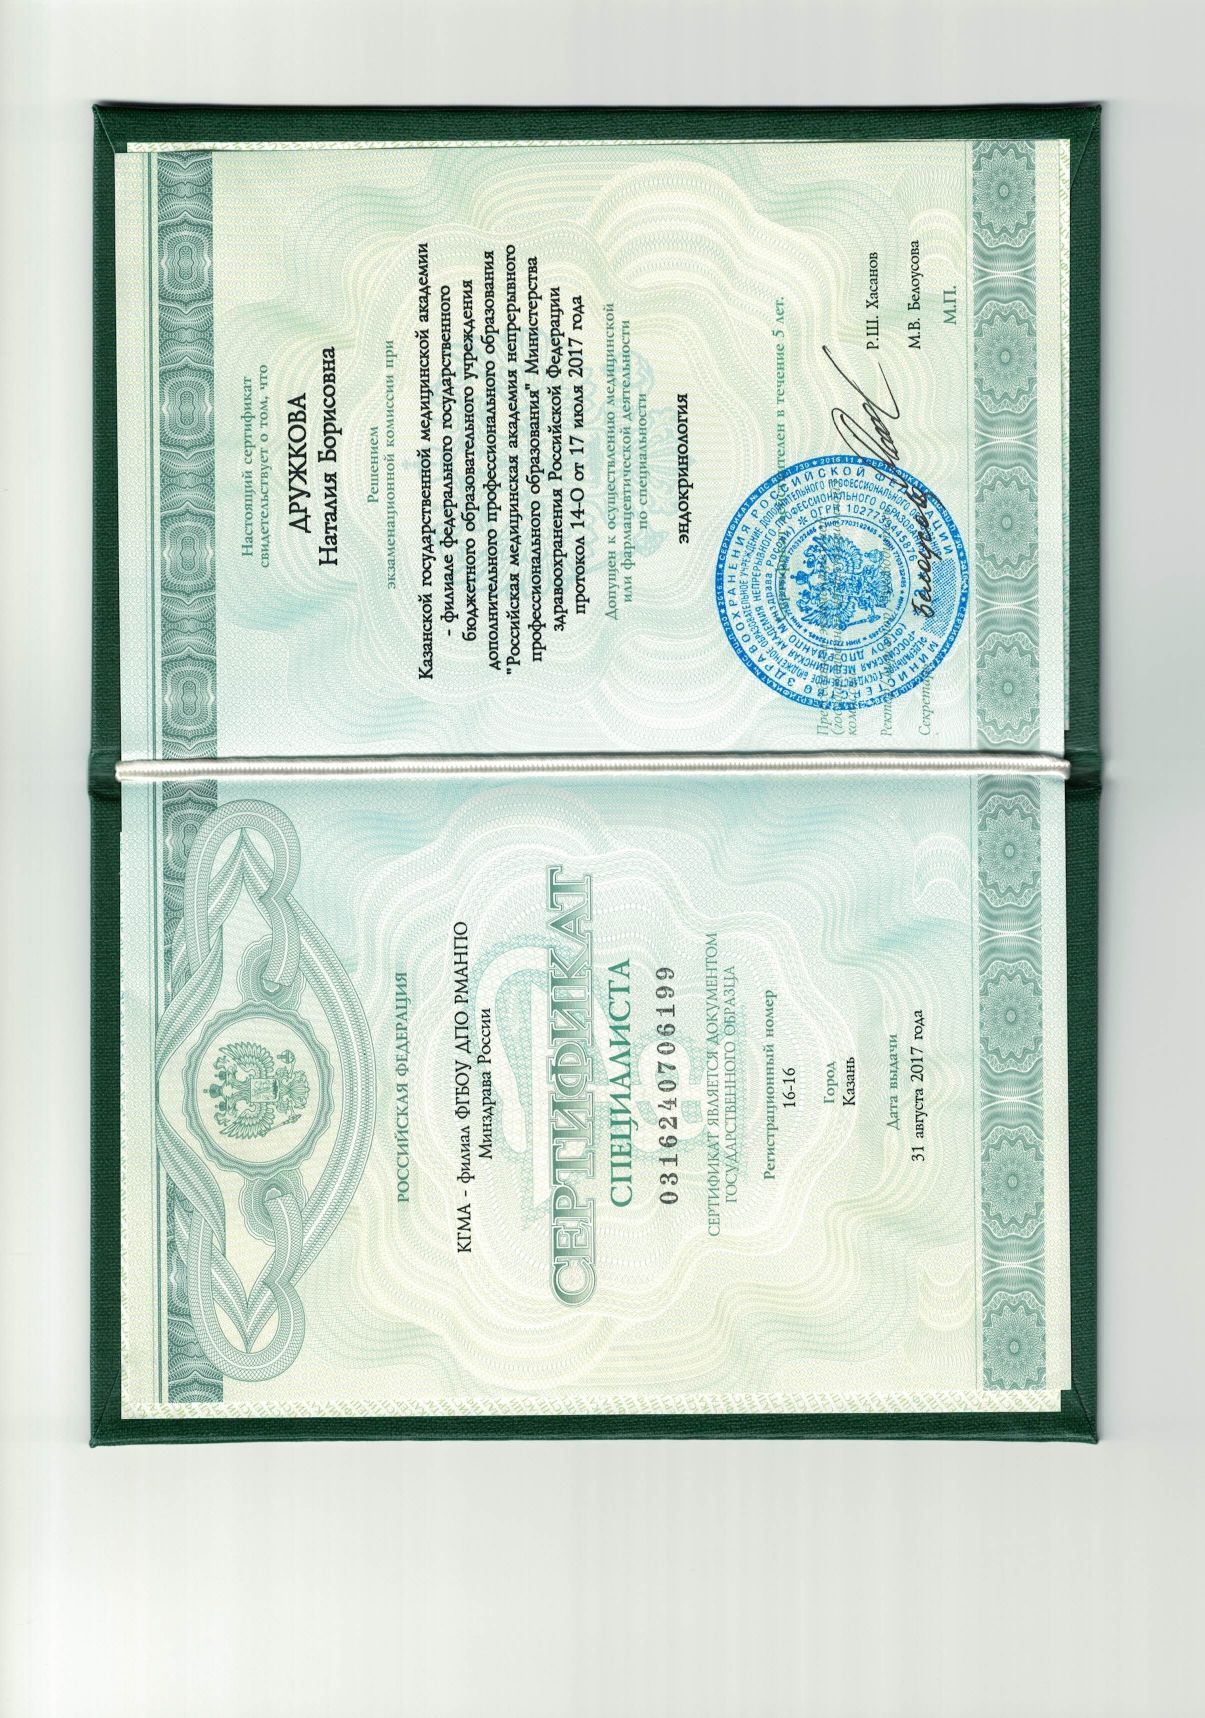 РОССИЙСКАЯ ФЕДЕРАЦИЯ
КГМА - филиал ФГБОУ ДПО РМАНПО
Минздрава России
СЕРТИФИКАТ
СПЕЦИАЛИСТА
0316240706199
СЕРТИФИКАТ ЯВЛЯЕТСЯ ДОКУМЕНТОМ
ГОСУДАРСТВЕННОГО ОБРАЗЦА
Регистрационный номер
16-16
Город
Казань
Дата выдачи
31 августа 2017 года
Настоящий сертификат
свидетельствует о том, что
ДРУЖКОВА
Наталия Борисовна
Решением
экзаменационной комиссии при
Казанской государственной медицинской академии
- филиале федерального государственного
бюджетного образовательного учреждения
дополнительного профессионального образования
"Российская медицинская академия непрерывного
профессионального образования" Министерства
здравоохранения Российской Федерации
протокол 14-О от 17 июля 2017 года
Допущен к осуществлению медицинской
или фармацевтической деятельности
по специальности
эндокринология
в течение 5 лет.
Р.Ш. Хасанов
М.В. Белоусова
М.П.